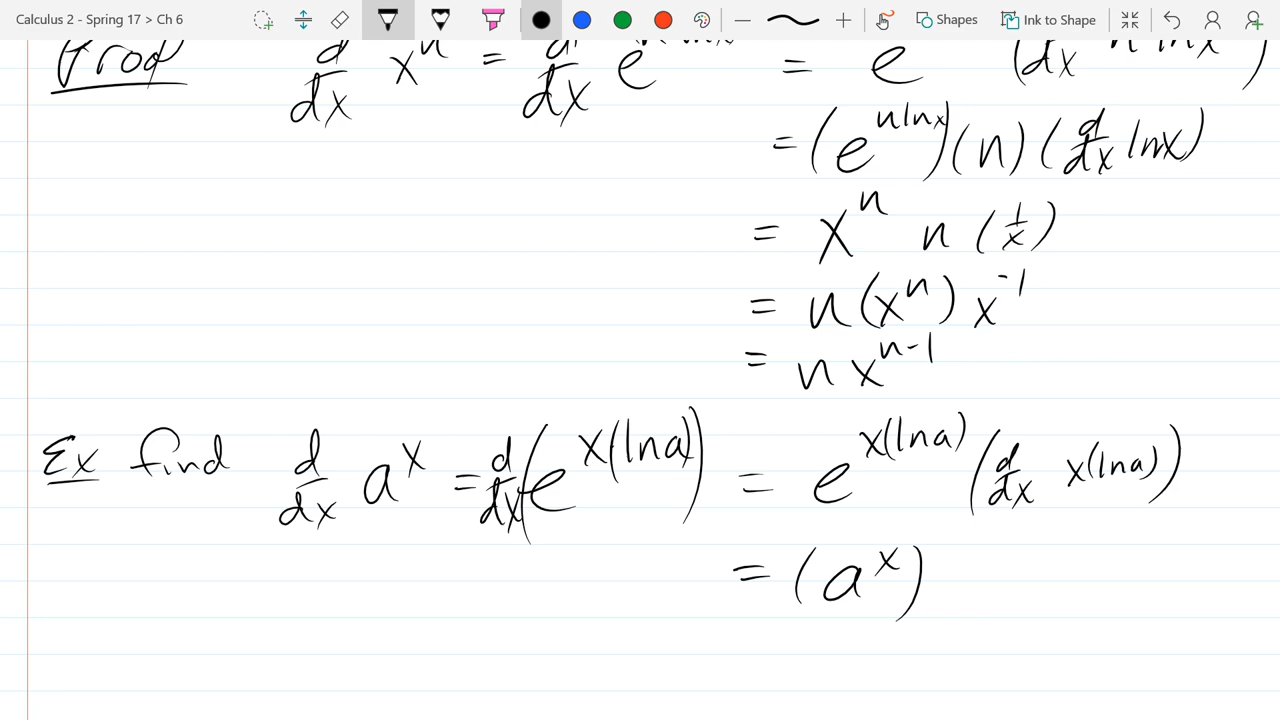 Calculus 2 - Spring 17 > Ch 6
Shapes
Ink to Shape
Proof d/dx x^n = d/dx e = e (d/dx n ln x)
= (e^{n ln x})(n)(d/dx ln x)
= x^n n (1/x)
= n (x^n) x^{-1}
= n x^{n-1}
Ex find d/dx a^x = d/dx (e^{x(ln a)}) = e^{x(ln a)} (d/dx x(ln a))
= (a^x)